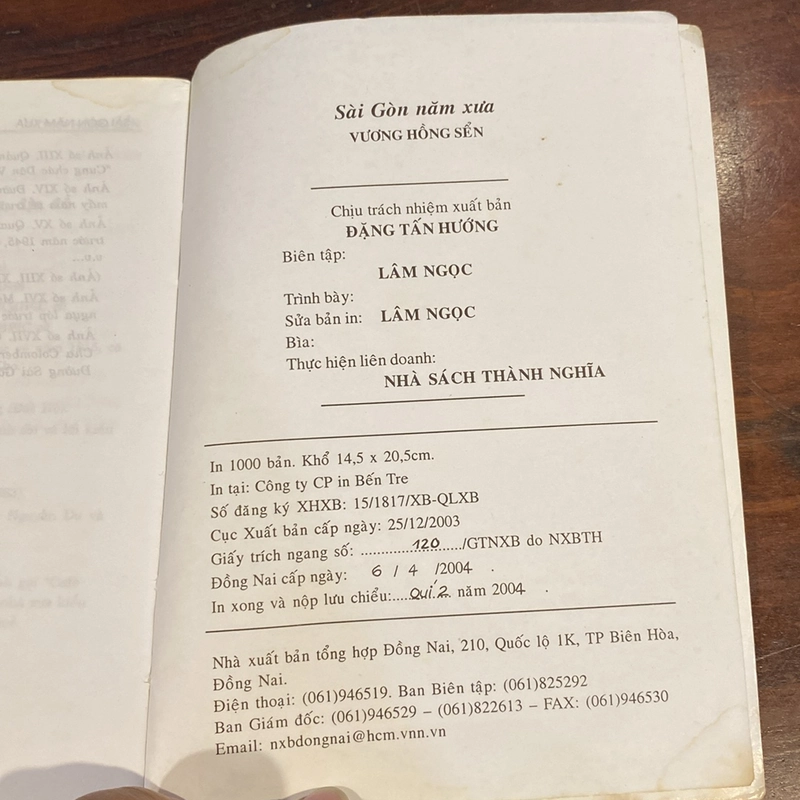 Sài Gòn năm xưa
VƯƠNG HỒNG SỂN
Chịu trách nhiệm xuất bản
ĐẶNG TẤN HƯỚNG
Biên tập:
LÂM NGỌC
Trình bày:
Sửa bản in: LÂM NGỌC
Bìa:
Thực hiện liên doanh:
NHÀ SÁCH THÀNH NGHĨA
In 1000 bản. Khổ 14,5 x 20,5cm.
In tại: Công ty CP in Bến Tre
Số đăng ký XHXB: 15/1817/XB-QLXB
Cục Xuất bản cấp ngày: 25/12/2003
Giấy trích ngang số: ....................120........./GTNXB do NXBTH
Đồng Nai cấp ngày: 6 / 4 /2004 .
In xong và nộp lưu chiểu:....Quí.2. năm 2004 .
Nhà xuất bản tổng hợp Đồng Nai, 210, Quốc lộ 1K, TP Biên Hòa,
Đồng Nai.
Điện thoại: (061)946519. Ban Biên tập: (061)825292
Ban Giám đốc: (061)946529 – (061)822613 – FAX: (061)946530
Email: nxbdongnai@hcm.vnn.vn